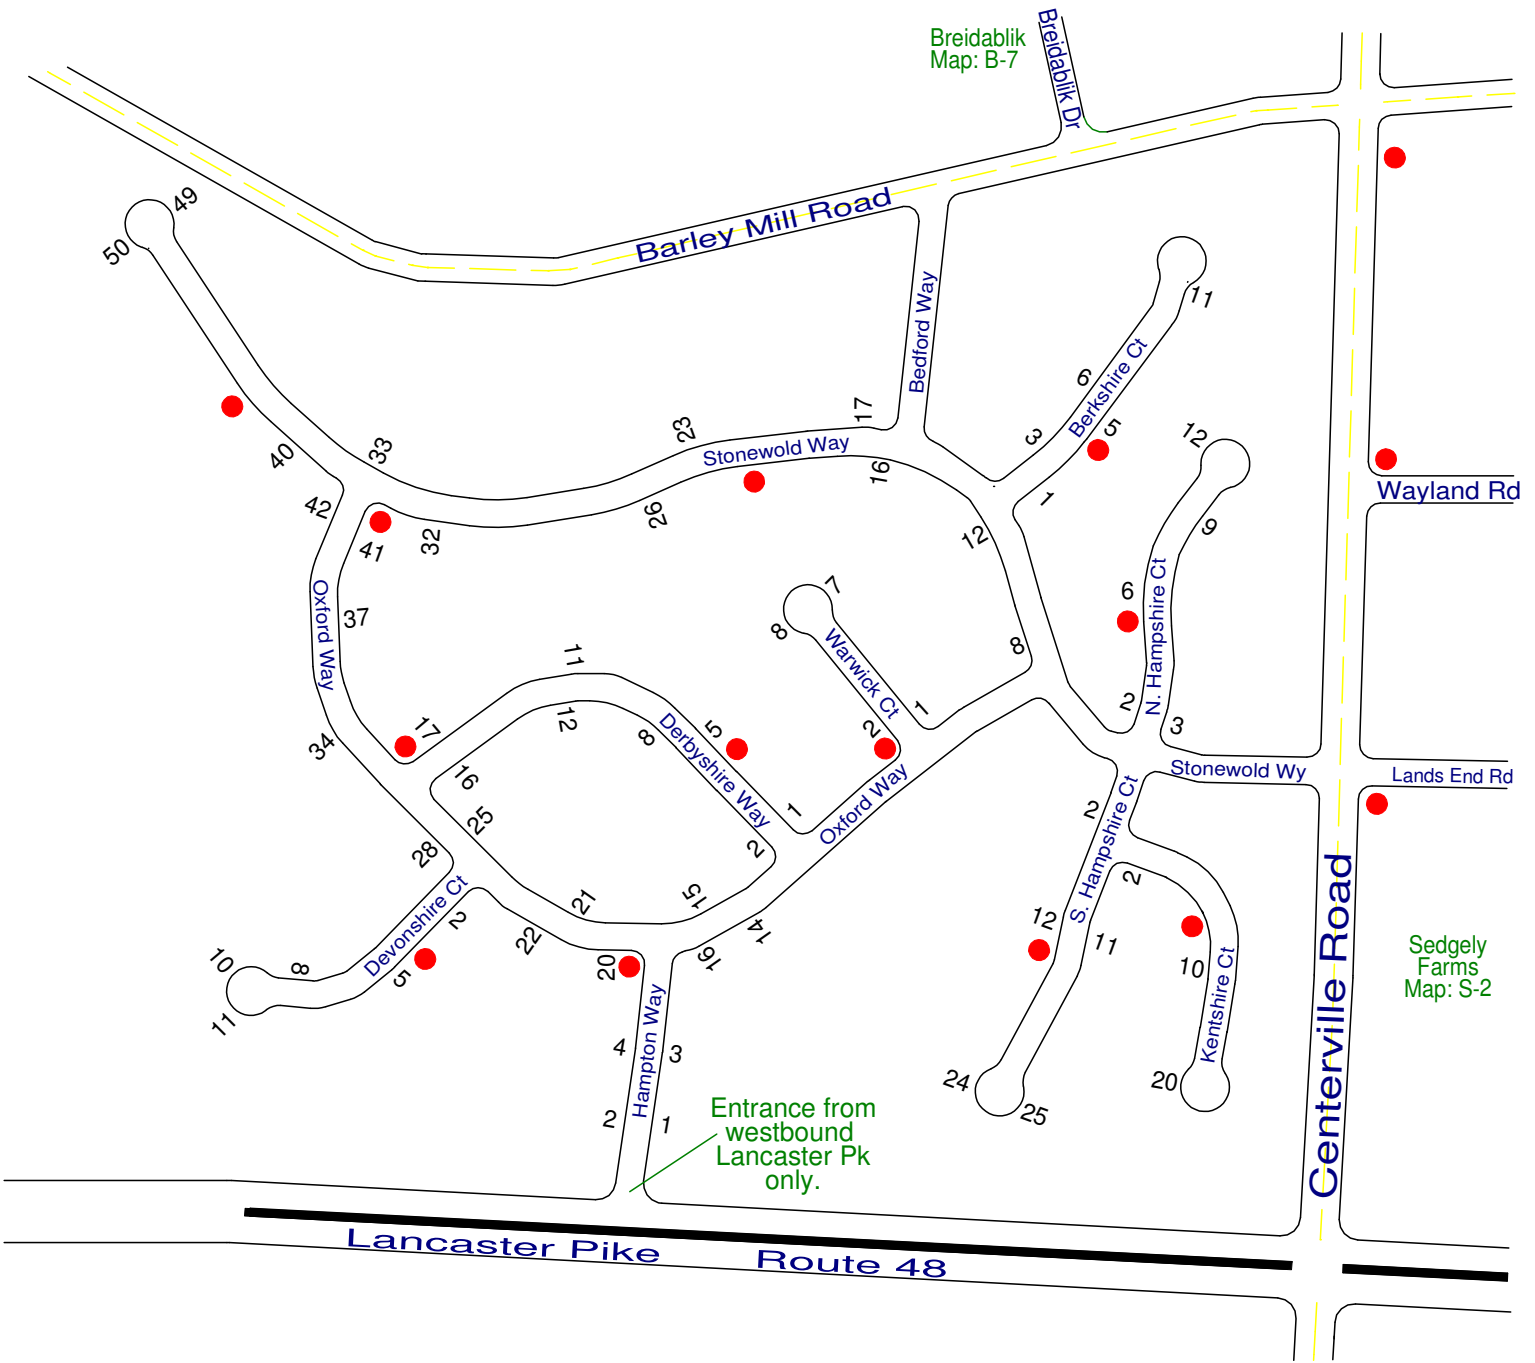 Breidablik
Map: B-7
Breidablik Dr
49
50
Barley Mill Road
Bedford Way
11
6
Berkshire Ct
5
3
1
17
23
33
40
Stonewold Way
16
12
9
42
41
32
26
12
Wayland Rd
Oxford Way
37
7
8
Warwick Ct
1
2
8
6
N. Hampshire Ct
2
3
11
12
17
34
16
25
8
5
Derbyshire Way
1
2
Oxford Way
Stonewold Wy
Lands End Rd
28
Devonshire Ct
2
5
8
10
11
21
22
15
14
16
20
2
S. Hampshire Ct
12
11
2
10
Kentshire Ct
20
24
25
Centerville Road
Sedgely
Farms
Map: S-2
4
3
Hampton Way
2
1
Entrance from
westbound
Lancaster Pk
only.
Lancaster Pike
Route 48